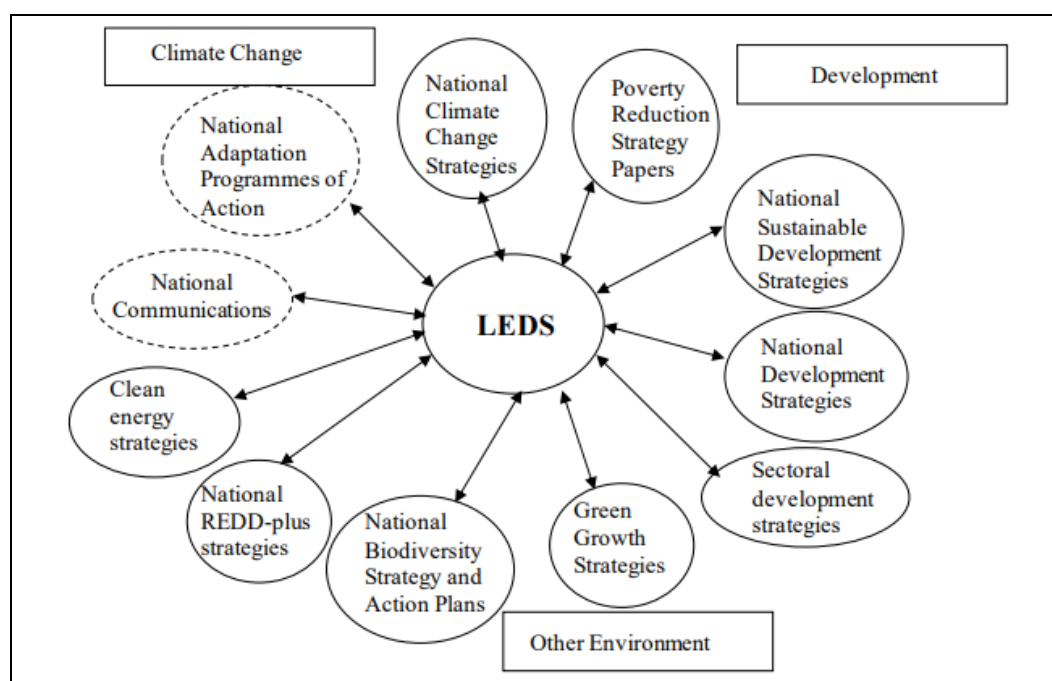 Climate Change
Development
National
Climate
Change
Strategies
Poverty
Reduction
Strategy
Papers
National
Adaptation
Programmes of
Action
National
Sustainable
Development
Strategies
National
Communications
LEDS
National
Development
Strategies
Clean
energy
strategies
Sectoral
development
strategies
National
REDD-plus
strategies
National
Biodiversity
Strategy and
Action Plans
Green
Growth
Strategies
Other Environment